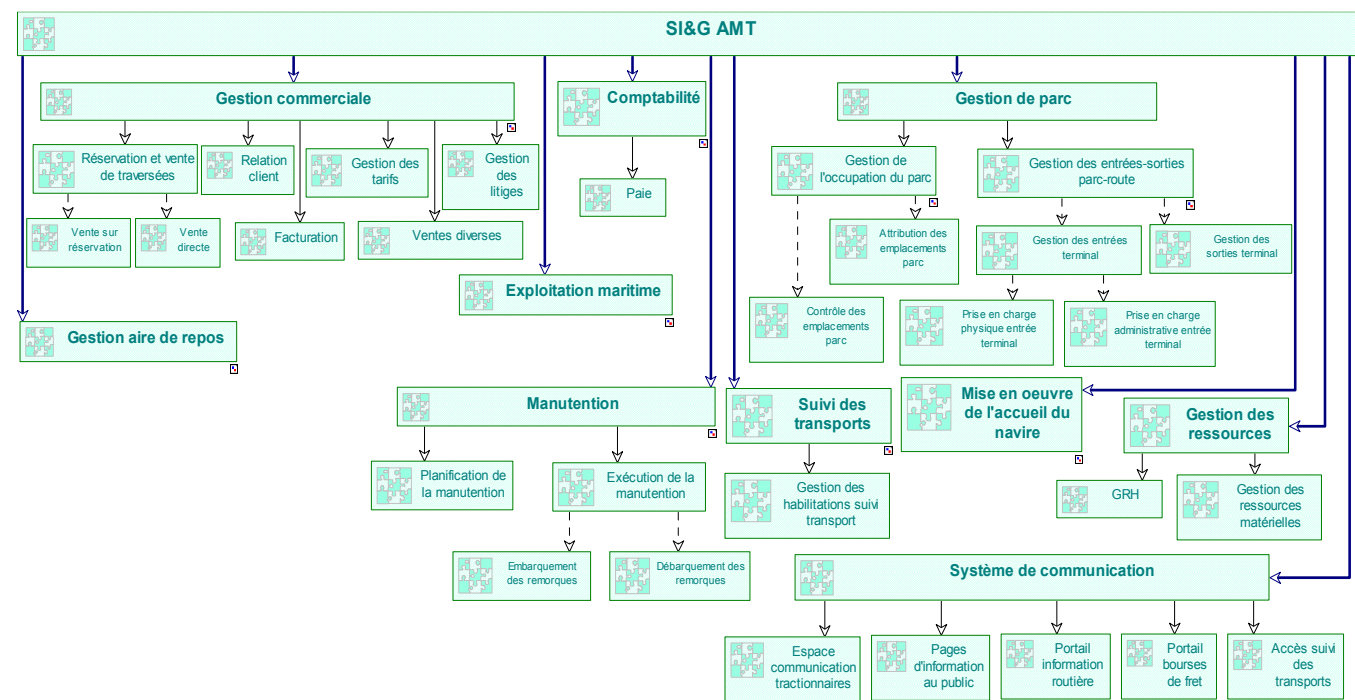 SI&G AMT
Gestion commerciale
Comptabilité
Gestion de parc
Réservation et vente
de traversées
Relation
client
Gestion des
tarifs
Gestion
des
litiges
Paie
Gestion de
l'occupation du parc
Gestion des entrées-sorties
parc-route
Vente sur
réservation
Vente
directe
Facturation
Ventes diverses
Attribution des
emplacements
parc
Gestion des entrées
terminal
Gestion des
sorties terminal
Exploitation maritime
Contrôle des
emplacements
parc
Prise en charge
physique entrée
terminal
Prise en charge
administrative entrée
terminal
Gestion aire de repos
Manutention
Suivi des
transports
Mise en oeuvre
de l'accueil du
navire
Gestion des
ressources
Planification de
la manutention
Exécution de la
manutention
Gestion des
habilitations suivi
transport
GRH
Gestion des
ressources
matérielles
Embarquement
des remorques
Débarquement des
remorques
Système de communication
Espace
communication
tractionnaires
Pages
d'information
au public
Portail
information
routière
Portail
bourses
de fret
Accès suivi
des
transports